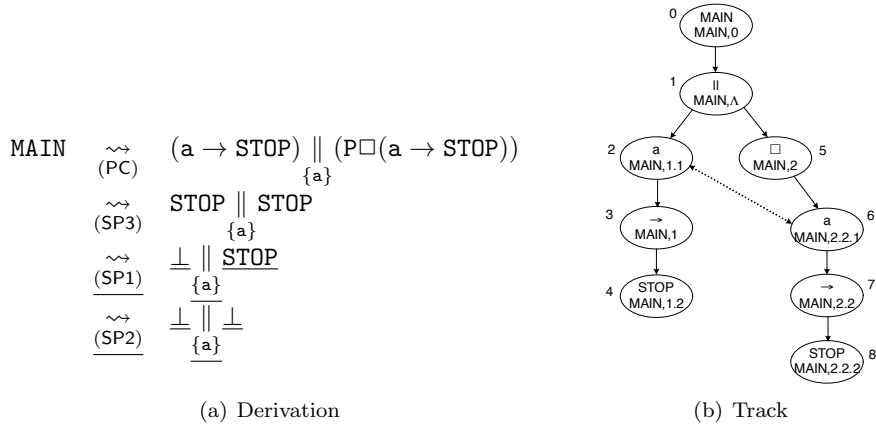 MAIN ⇝ (a → STOP) ∥ (P□(a → STOP))
(PC) {a}
⇝ STOP ∥ STOP
(SP3) {a}
⇝ ⊥ ∥ STOP
(SP1) {a}
⇝ ⊥ ∥ ⊥
(SP2) {a}
(a) Derivation
0
MAIN
MAIN,0
1
||
MAIN,Λ
2
a
MAIN,1.1
3
→
MAIN,1
4
STOP
MAIN,1.2
□
MAIN,2
5
a
MAIN,2.2.1
6
→
MAIN,2.2
7
STOP
MAIN,2.2.2
8
(b) Track